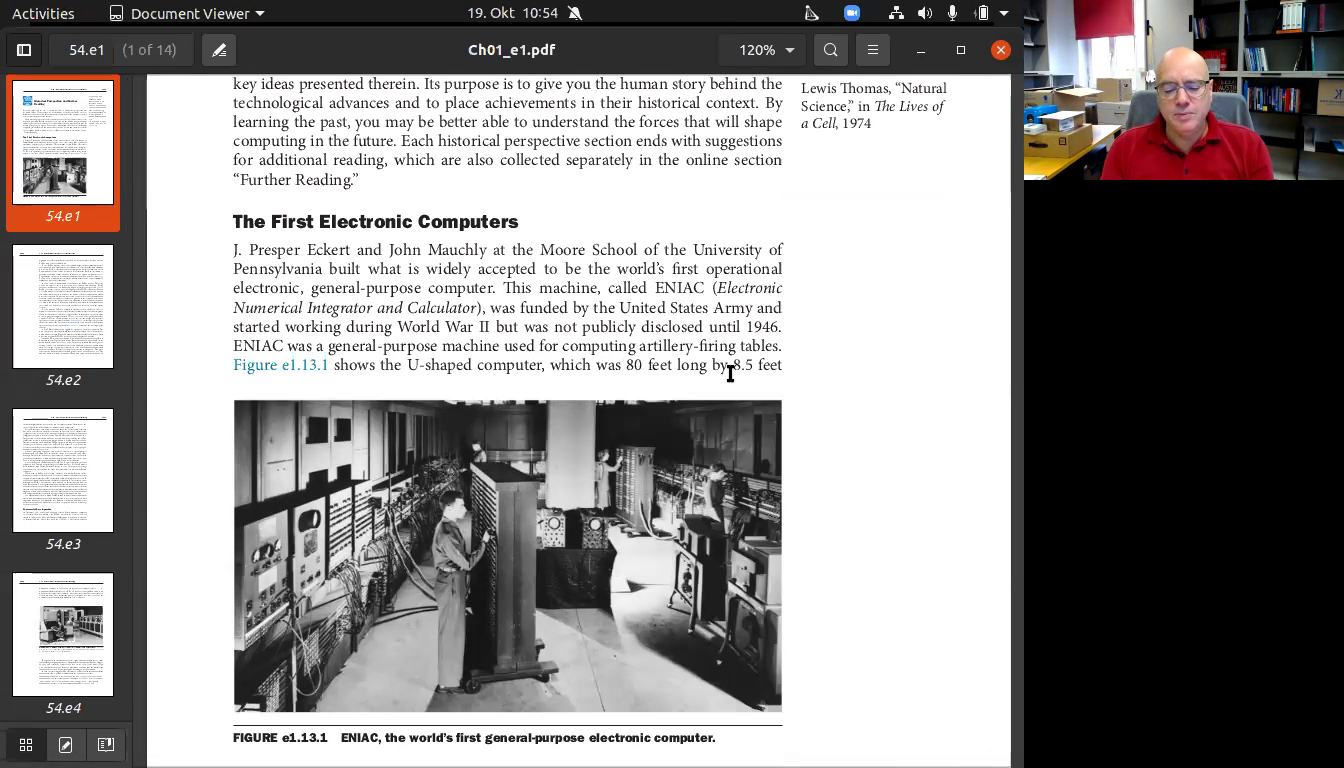 Activities
Document Viewer
19. Okt 10:54
54.e1
(1 of 14)
Ch01_e1.pdf
120%
key ideas presented therein. Its purpose is to give you the human story behind the
technological advances and to place achievements in their historical context. By
learning the past, you may be better able to understand the forces that will shape
computing in the future. Each historical perspective section ends with suggestions
for additional reading, which are also collected separately in the online section
“Further Reading.”
Lewis Thomas, “Natural
Science,” in The Lives of
a Cell, 1974
The First Electronic Computers
J. Presper Eckert and John Mauchly at the Moore School of the University of
Pennsylvania built what is widely accepted to be the world’s first operational
electronic, general-purpose computer. This machine, called ENIAC (Electronic
Numerical Integrator and Calculator), was funded by the United States Army and
started working during World War II but was not publicly disclosed until 1946.
ENIAC was a general-purpose machine used for computing artillery-firing tables.
Figure e1.13.1 shows the U-shaped computer, which was 80 feet long by 8.5 feet
FIGURE e1.13.1 ENIAC, the world’s first general-purpose electronic computer.
54.e1
54.e2
54.e3
54.e4